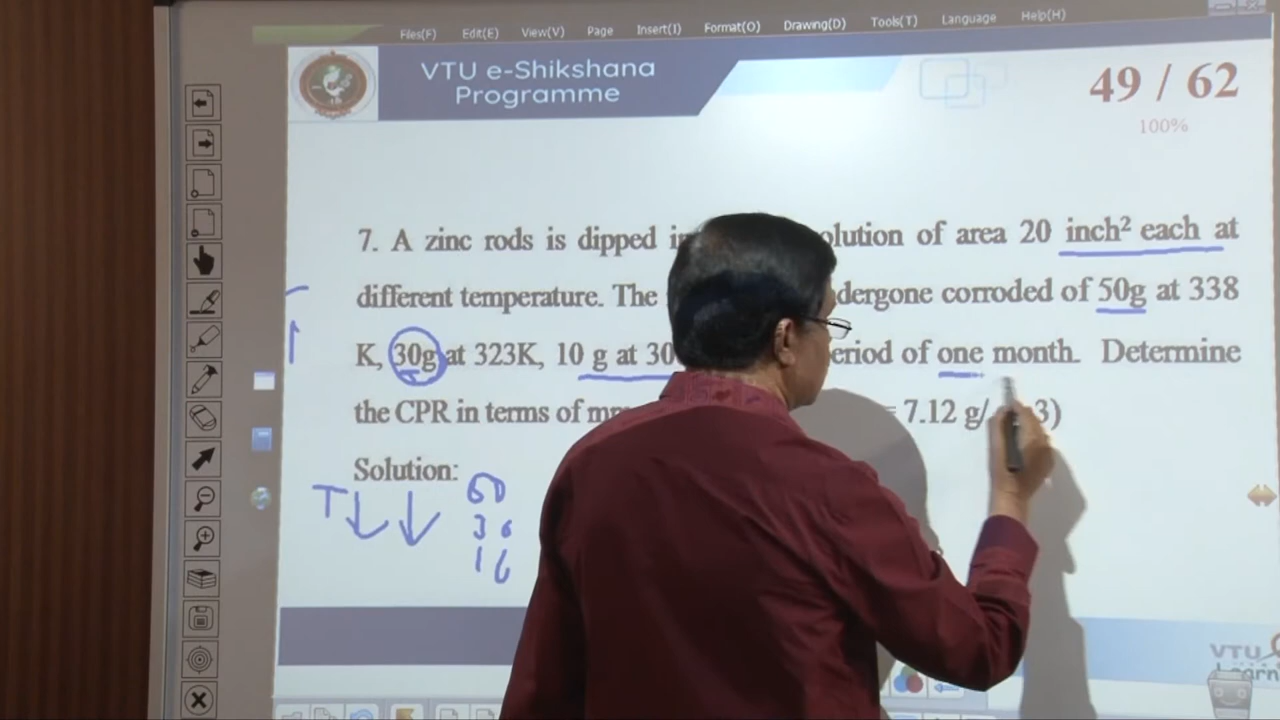 Files(F) Edit(E) View(V) Page Insert(I) Format(O) Drawing(D) Tools(T) Language Help(H)
VTU e-Shikshana
Programme
49 / 62
100%
7. A zinc rods is dipped olution of area 20 inch² each at
different temperature. The dergone corroded of 50g at 338
K, 30g at 323K, 10 g at 30 eriod of one month. Determine
the CPR in terms of = 7.12 g/ 3)
Solution:
T
50
30
10
VTU